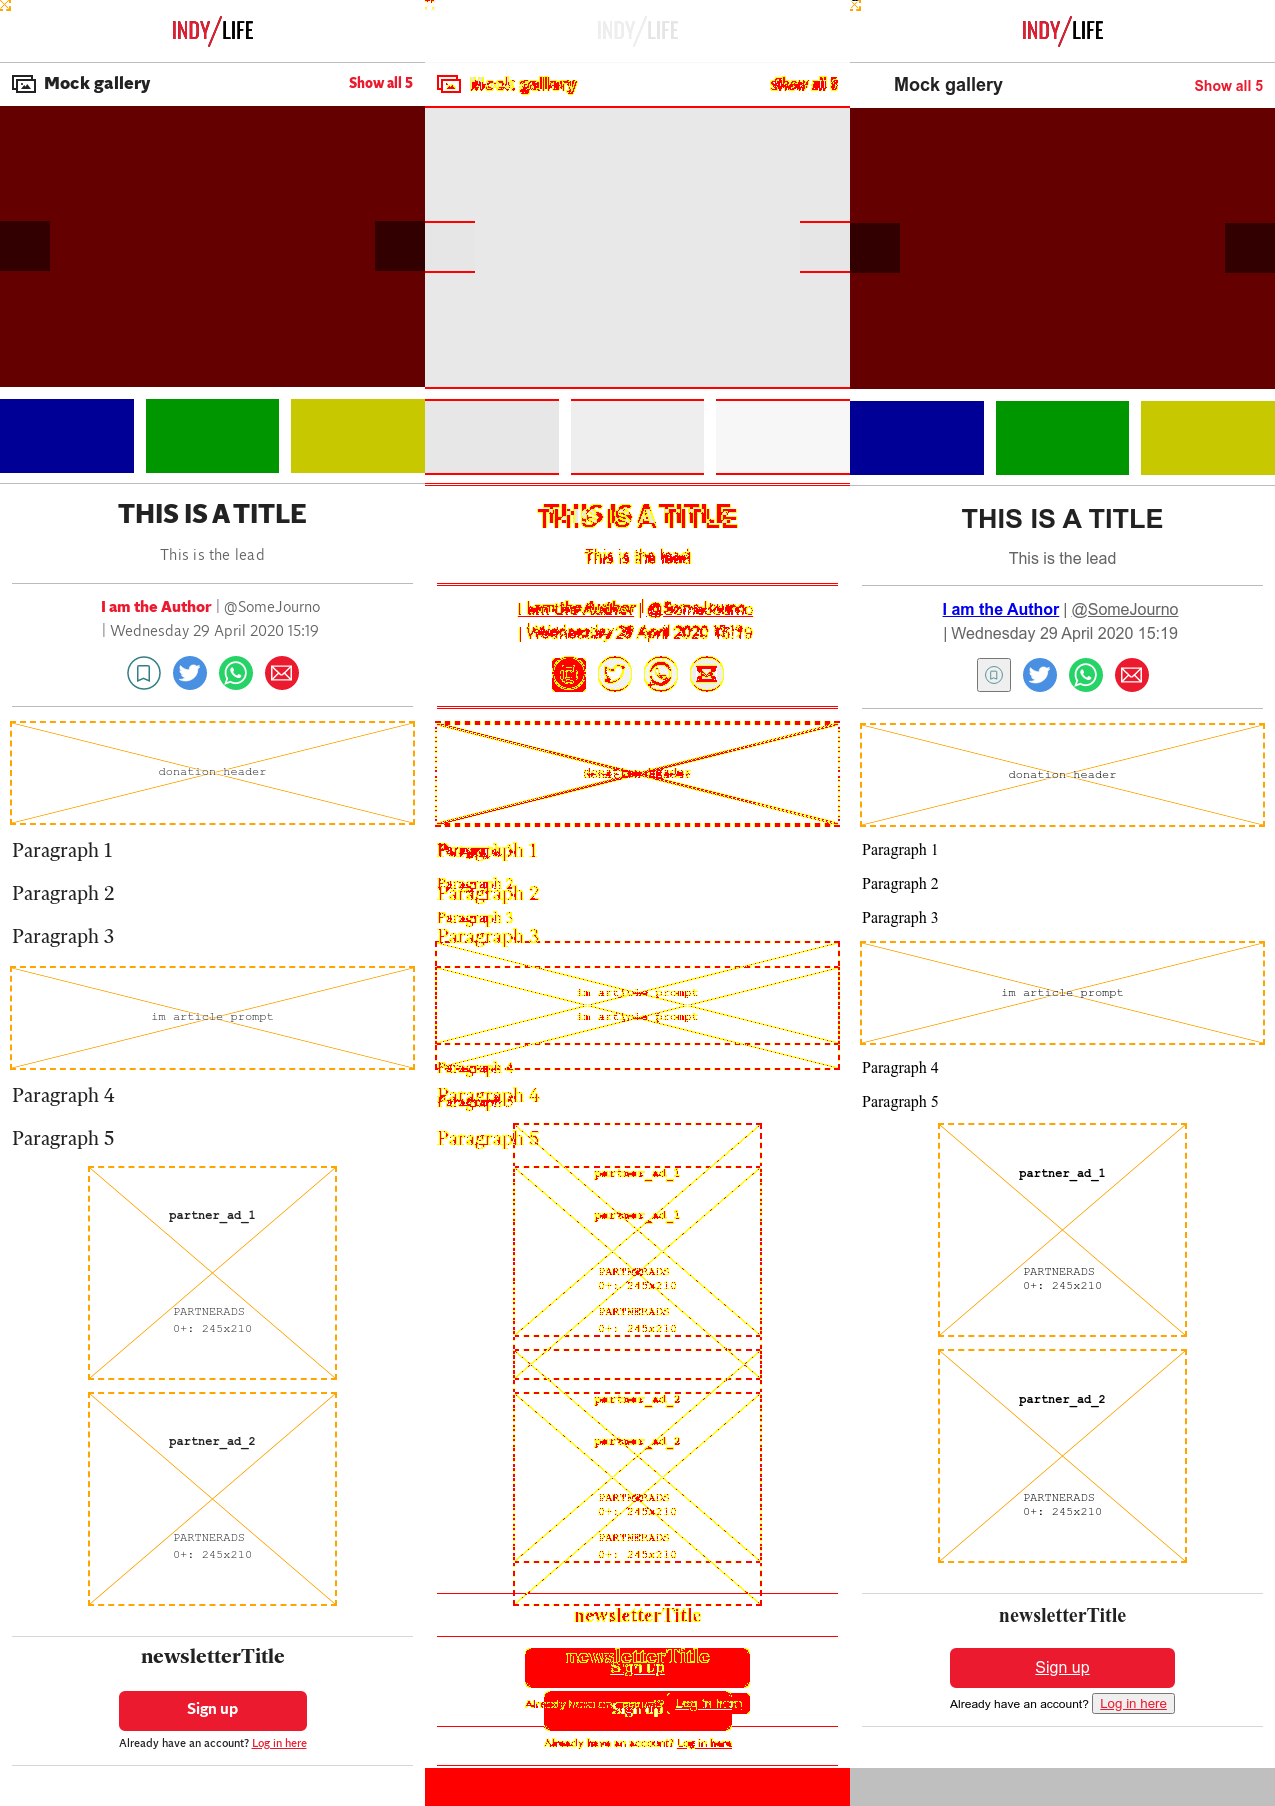 INDY/LIFE
Mock gallery Show all 5
THIS IS A TITLE
This is the lead
I am the Author | @SomeJourno
| Wednesday 29 April 2020 15:19
donation header
Paragraph 1
Paragraph 2
Paragraph 3
im article prompt
Paragraph 4
Paragraph 5
partner_ad_1
PARTNERADS
0+: 245x210
partner_ad_2
PARTNERADS
0+: 245x210
newsletterTitle
Sign up
Already have an account? Log in here
INDY/LIFE
Mock gallery Show all 5
THIS IS A TITLE
This is the lead
I am the Author | @SomeJourno
| Wednesday 29 April 2020 15:19
donation header
Paragraph 1
Paragraph 2
Paragraph 2
Paragraph 3
Paragraph 3
im article prompt
im article prompt
Paragraph 4
Paragraph 4
Paragraph 5
Paragraph 5
partner_ad_1
partner_ad_1
PARTNERADS
0+: 245x210
PARTNERADS
0+: 245x210
partner_ad_2
partner_ad_2
PARTNERADS
0+: 245x210
PARTNERADS
0+: 245x210
newsletterTitle
newsletterTitle
Sign up
Already have an account? Log in here
Sign up
Already have an account? Log in here
INDY/LIFE
Mock gallery Show all 5
THIS IS A TITLE
This is the lead
I am the Author | @SomeJourno
| Wednesday 29 April 2020 15:19
donation header
Paragraph 1
Paragraph 2
Paragraph 3
im article prompt
Paragraph 4
Paragraph 5
partner_ad_1
PARTNERADS
0+: 245x210
partner_ad_2
PARTNERADS
0+: 245x210
newsletterTitle
Sign up
Already have an account? Log in here